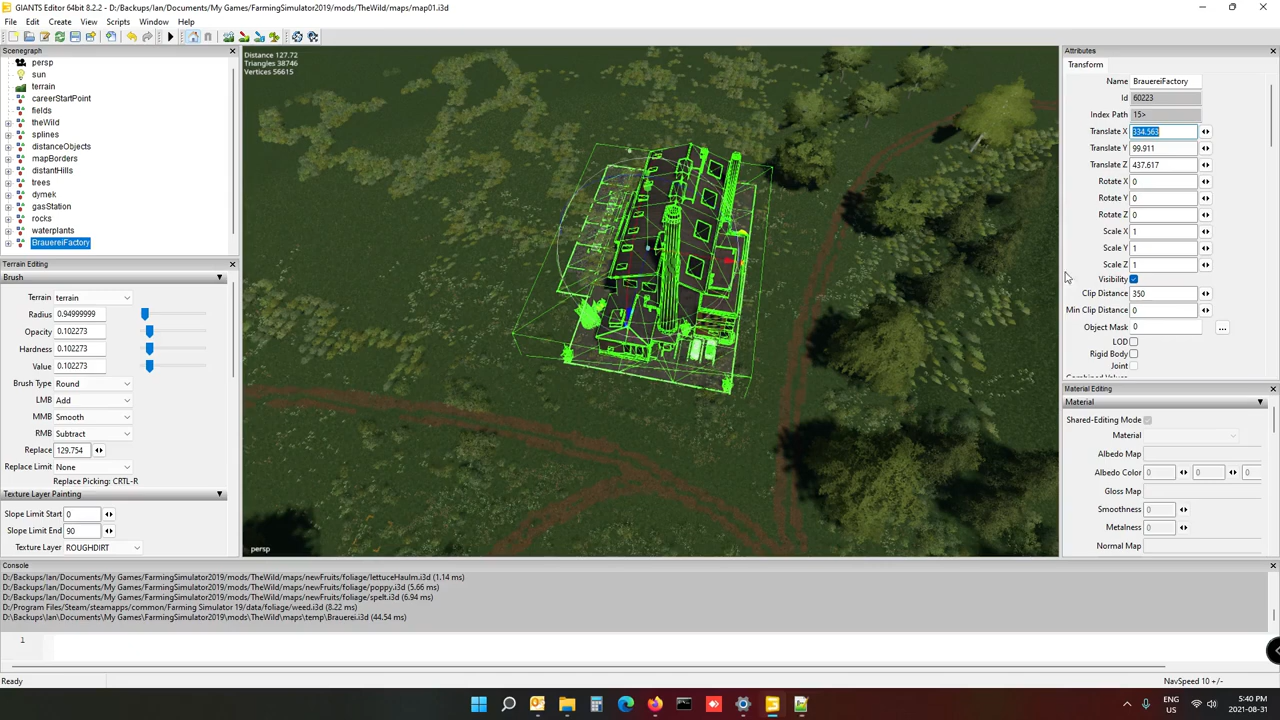 GIANTS Editor 64bit 8.2.2 - D:/Backups/Ian/Documents/My Games/FarmingSimulator2019/mods/TheWild/maps/map01.i3d
File Edit Create View Scripts Window Help
Scenegraph
persp
sun
terrain
careerStartPoint
fields
theWild
splines
distanceObjects
mapBorders
distantHills
trees
dymek
gasStation
rocks
waterplants
BrauereiFactory
Terrain Editing
Brush
Terrain terrain
Radius 0.94999999
Opacity 0.102273
Hardness 0.102273
Value 0.102273
Brush Type Round
LMB Add
MMB Smooth
RMB Subtract
Replace 129.754
Replace Limit None
Replace Picking: CRTL-R
Texture Layer Painting
Slope Limit Start 0
Slope Limit End 90
Texture Layer ROUGHDIRT
Distance 127.72
Triangles 38746
Vertices 56615
persp
Attributes
Transform
Name BrauereiFactory
Id 60223
Index Path 15>
Translate X 334.563
Translate Y 99.911
Translate Z 437.617
Rotate X 0
Rotate Y 0
Rotate Z 0
Scale X 1
Scale Y 1
Scale Z 1
Visibility
Clip Distance 350
Min Clip Distance 0
Object Mask 0 ...
LOD
Rigid Body
Joint
Combined Values
Material Editing
Material
Shared-Editing Mode
Material
Albedo Map
Albedo Color 0 0 0
Gloss Map
Smoothness 0
Metalness 0
Normal Map
Console
D:/Backups/Ian/Documents/My Games/FarmingSimulator2019/mods/TheWild/maps/newFruits/foliage/lettuceHaulm.i3d (1.14 ms)
D:/Backups/Ian/Documents/My Games/FarmingSimulator2019/mods/TheWild/maps/newFruits/foliage/poppy.i3d (5.66 ms)
D:/Backups/Ian/Documents/My Games/FarmingSimulator2019/mods/TheWild/maps/newFruits/foliage/spelt.i3d (6.94 ms)
D:/Program Files/Steam/steamapps/common/Farming Simulator 19/data/foliage/weed.i3d (8.22 ms)
D:\Backups\Ian\Documents\My Games\FarmingSimulator2019\mods\TheWild\maps\temp\Brauerei.i3d (44.54 ms)
1
Ready
NavSpeed 10 +/-
ENG
US
5:40 PM
2021-08-31